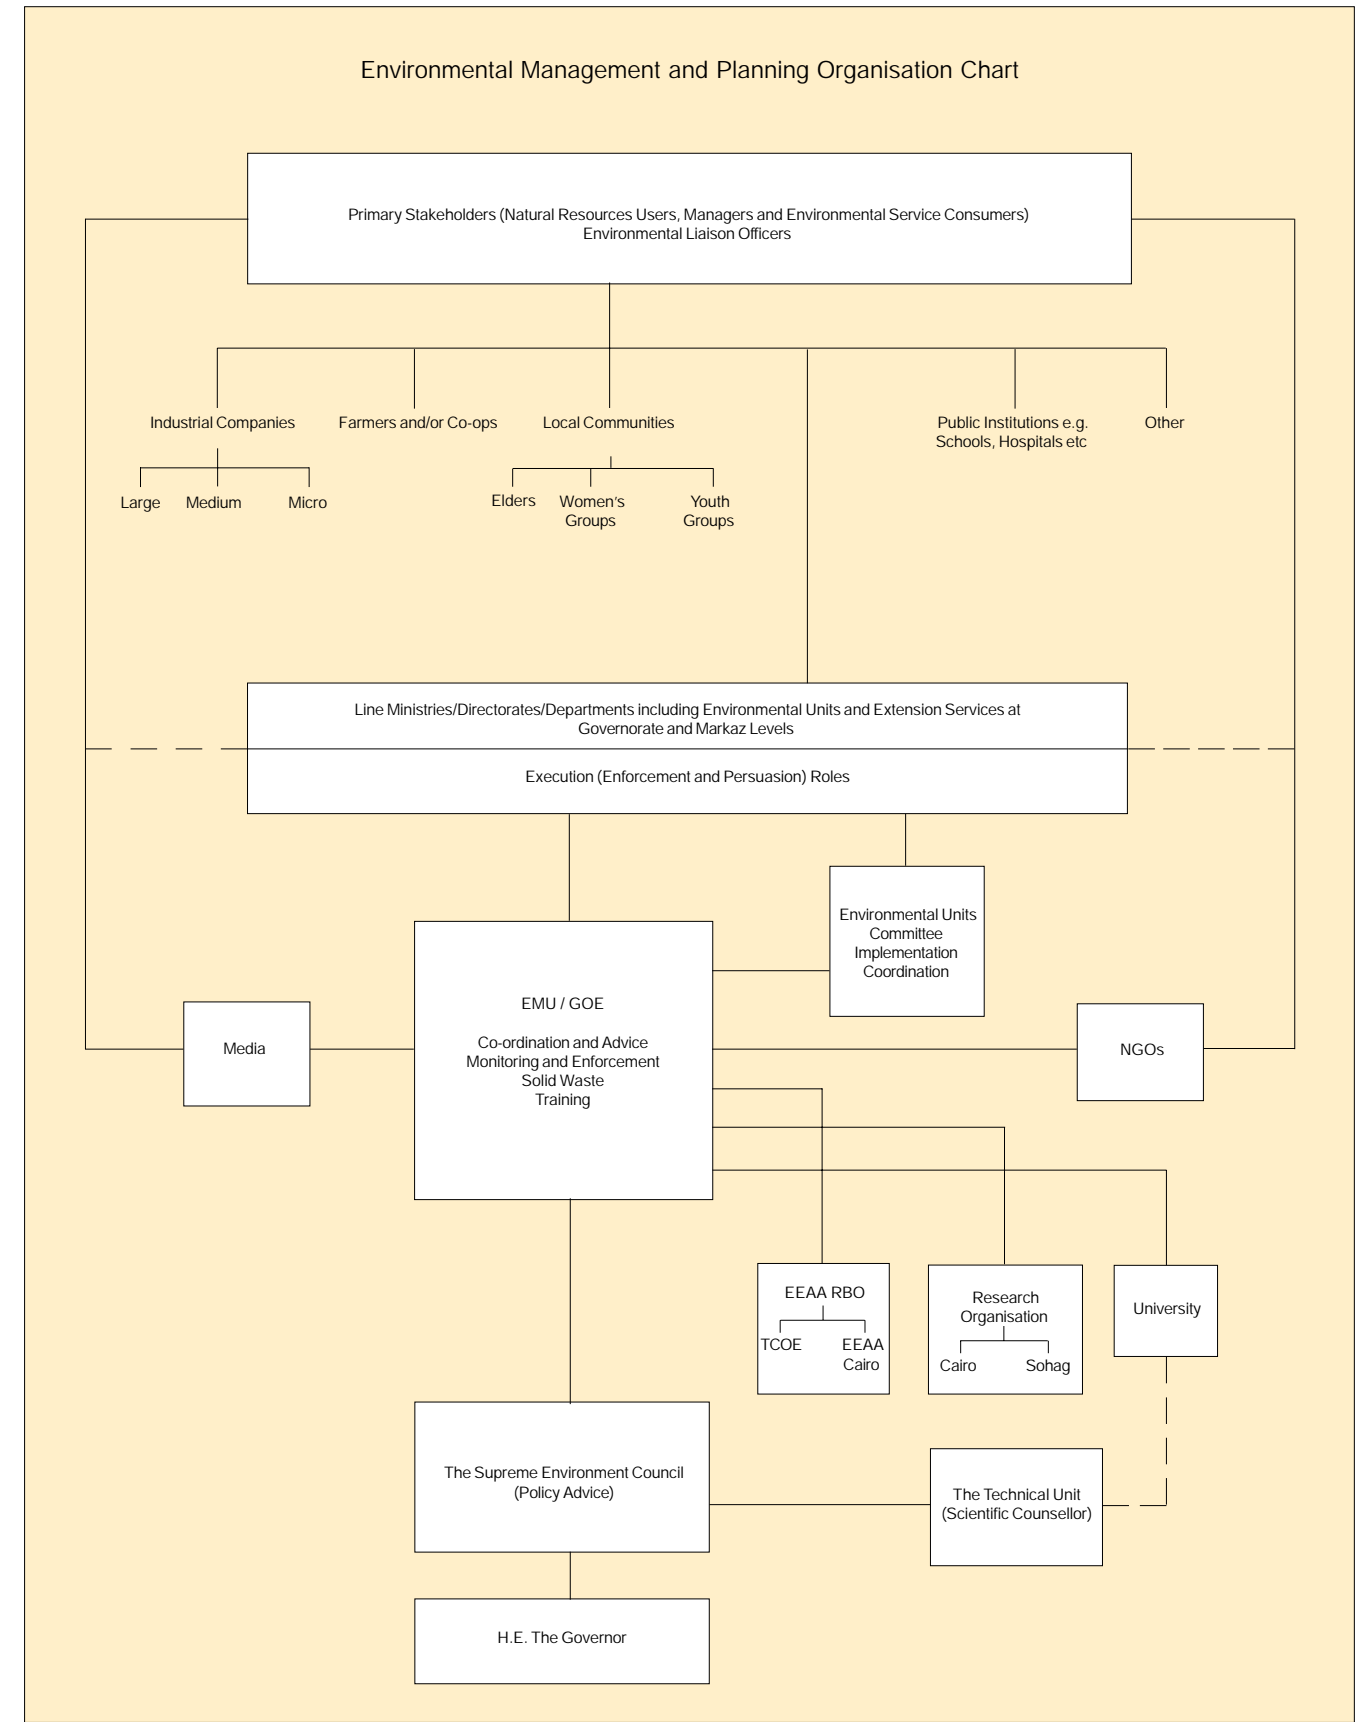 Environmental Management and Planning Organisation Chart
Primary Stakeholders (Natural Resources Users, Managers and Environmental Service Consumers)
Environmental Liaison Officers
Industrial Companies
Farmers and/or Co-ops
Local Communities
Public Institutions e.g.
Schools, Hospitals etc
Other
Large
Medium
Micro
Elders
Women's
Groups
Youth
Groups
Line Ministries/Directorates/Departments including Environmental Units and Extension Services at
Governorate and Markaz Levels
Execution (Enforcement and Persuasion) Roles
Environmental Units
Committee
Implementation
Coordination
EMU / GOE
Co-ordination and Advice
Monitoring and Enforcement
Solid Waste
Training
Media
NGOs
EEAA RBO
TCOE
EEAA
Cairo
Research
Organisation
Cairo
Sohag
University
The Supreme Environment Council
(Policy Advice)
The Technical Unit
(Scientific Counsellor)
H.E. The Governor